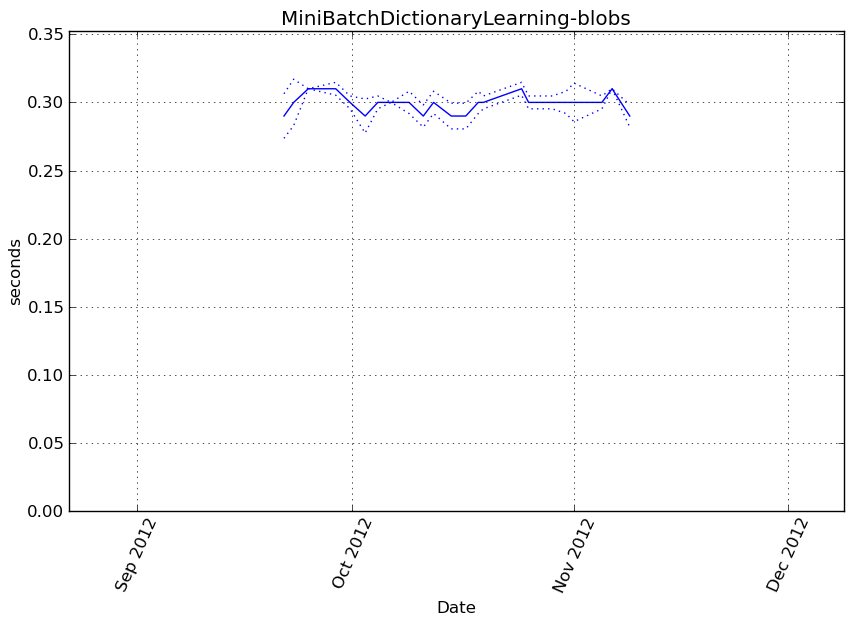 MiniBatchDictionaryLearning-blobs
0.35
0.30
0.25
0.20
0.15
0.10
0.05
0.00
seconds
Sep 2012
Oct 2012
Nov 2012
Dec 2012
Date